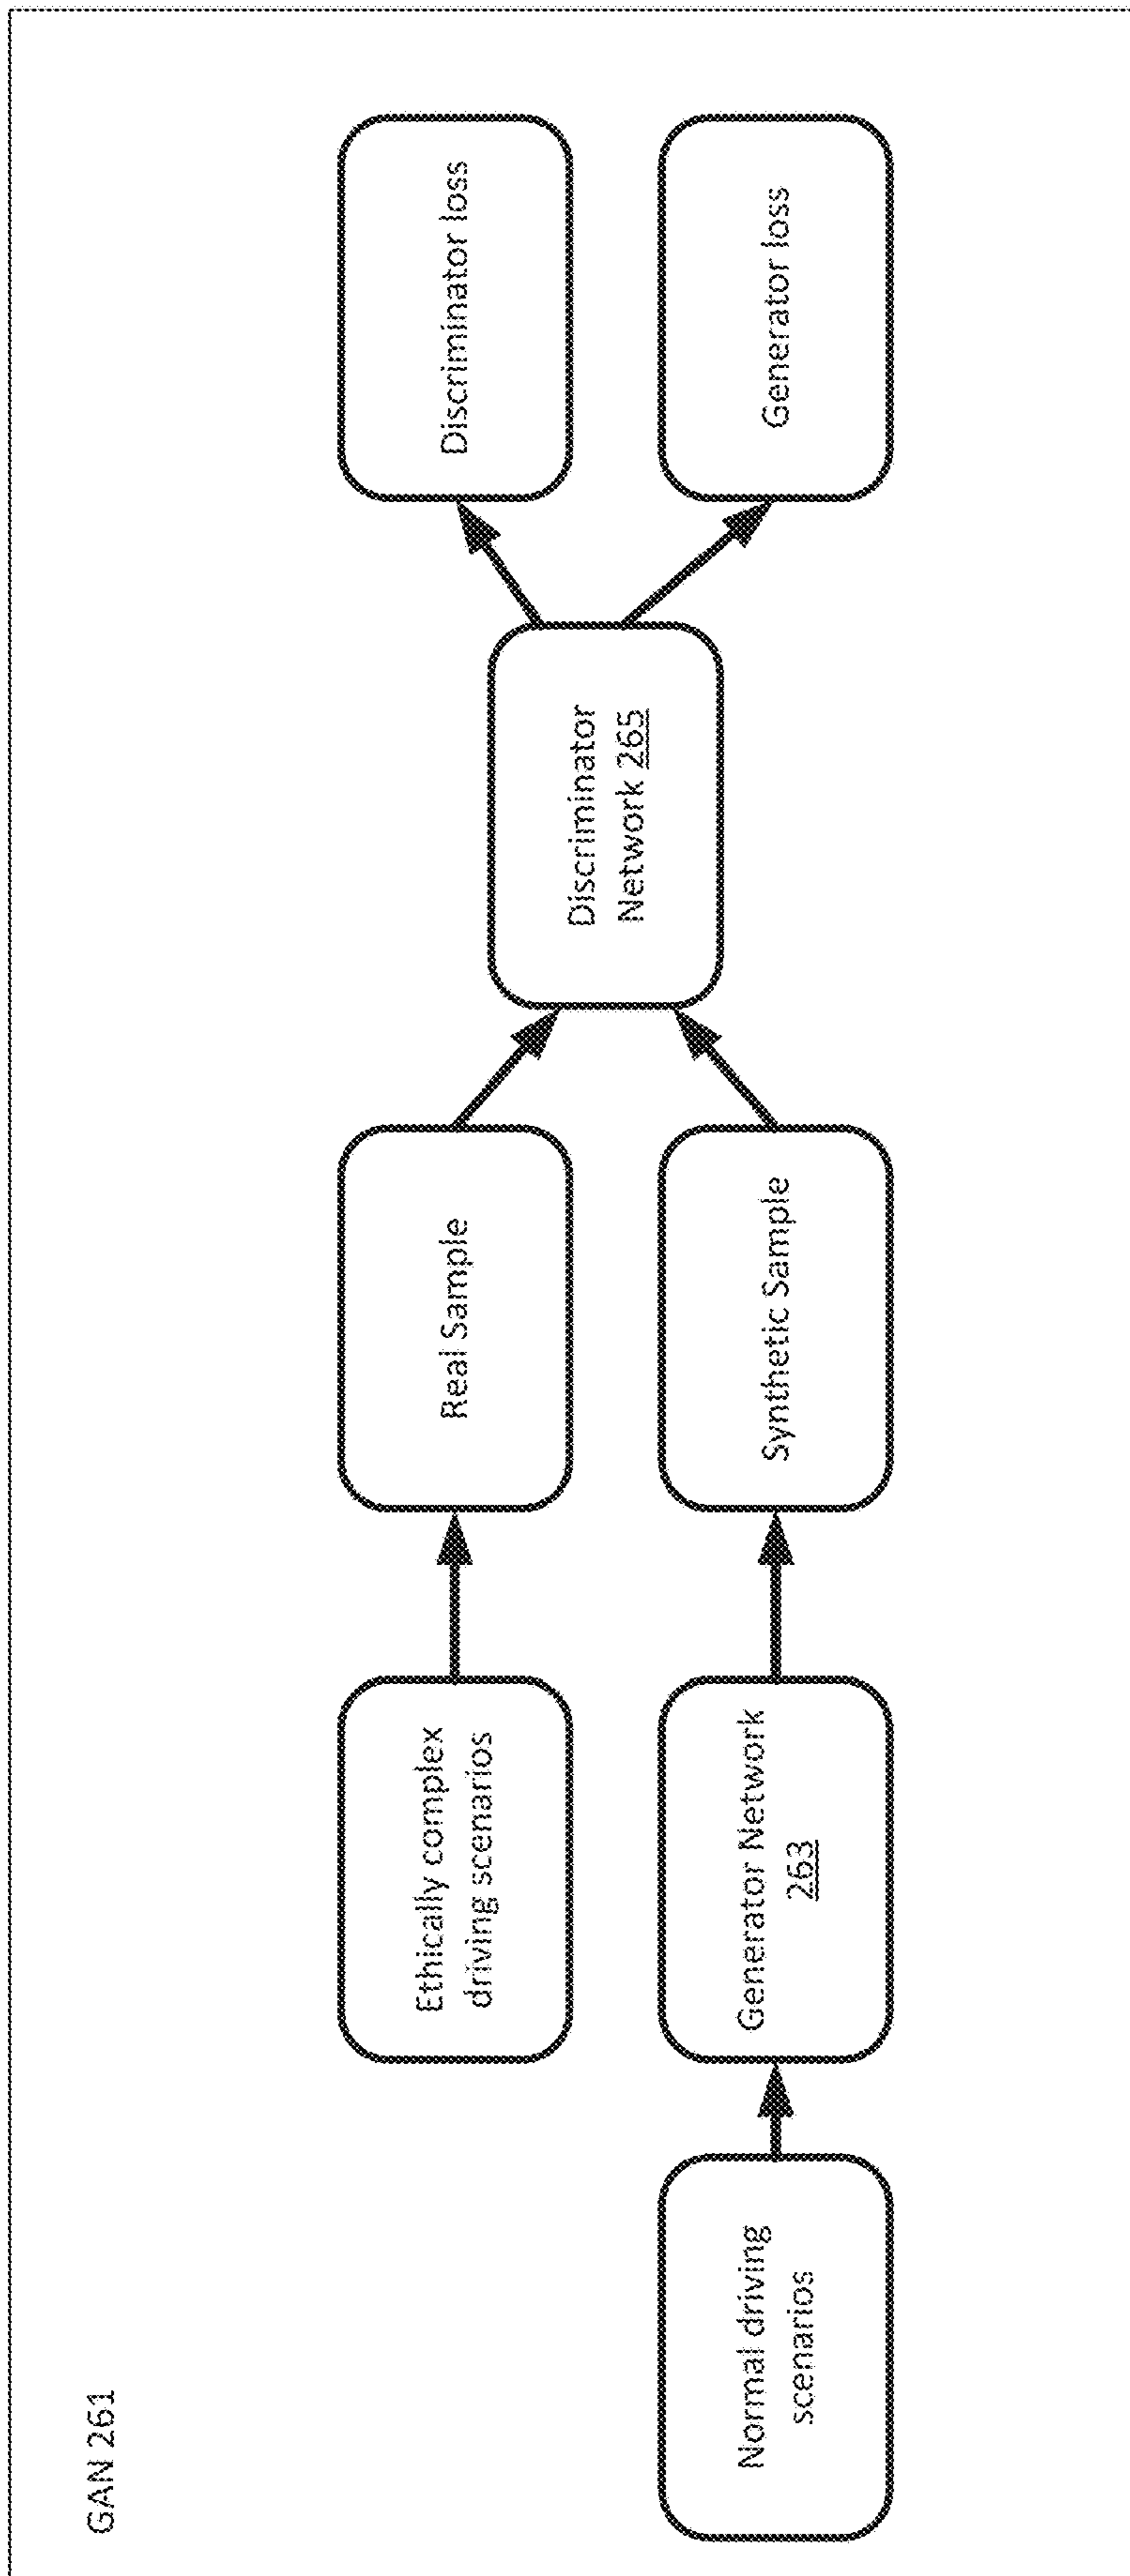 GAN 261
Ethically complex
driving scenarios
Real Sample
Discriminator
Network 265
Discriminator loss
Normal driving
scenarios
Generator Network
263
Synthetic Sample
Generator loss